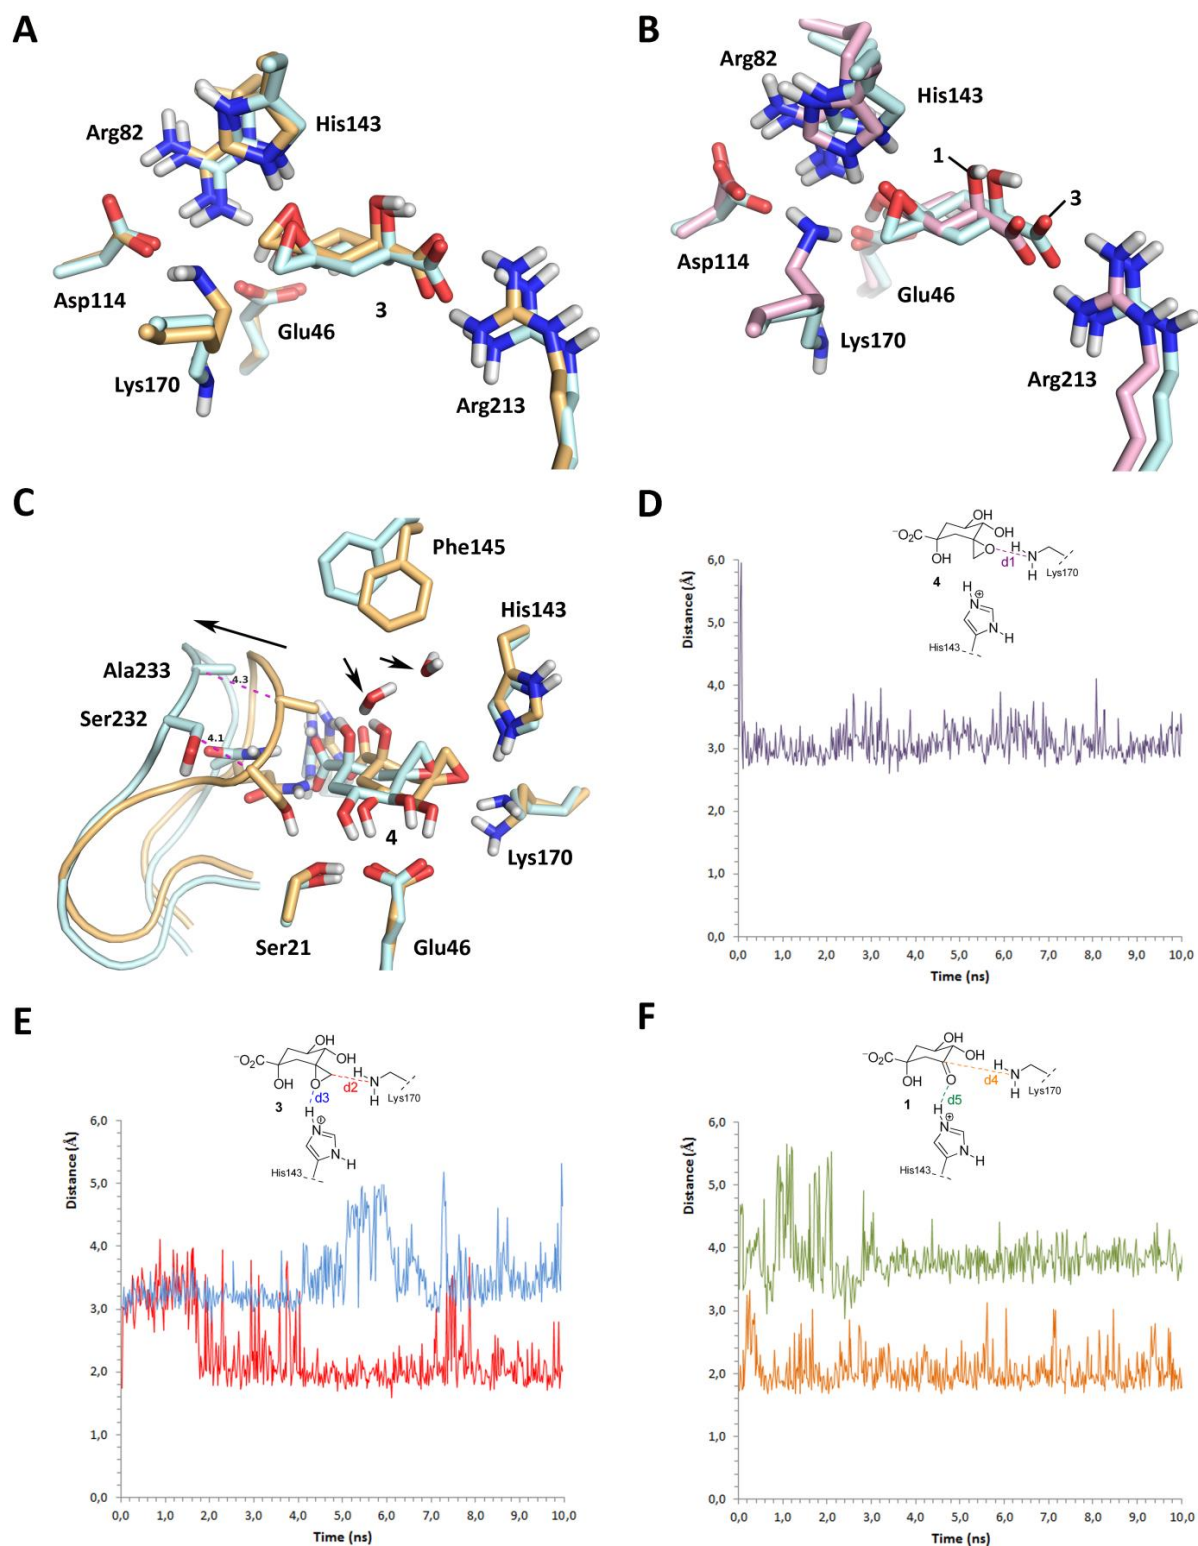 A
Arg82
His143
Asp114
Glu46
3
Lys170
Arg213
B
Arg82
His143
1
3
Asp114
Glu46
Lys170
Arg213
C
Phe145
His143
Ala233
4.3
Ser232
4.1
4
Lys170
Ser21
Glu46
D
OH
⁻O₂C
OH
OH
O
H
N
d1
H
Lys170
4
H
N
⊕
N-H
His143
Distance (Å)
6,0
5,0
4,0
3,0
2,0
1,0
0,0
0,0 1,0 2,0 3,0 4,0 5,0 6,0 7,0 8,0 9,0 10,0
Time (ns)
E
OH
⁻O₂C
OH
H
N
OH
O
d2
H
Lys170
d3
3
H
N
⊕
N-H
His143
Distance (Å)
6,0
5,0
4,0
3,0
2,0
1,0
0,0
0,0 1,0 2,0 3,0 4,0 5,0 6,0 7,0 8,0 9,0 10,0
Time (ns)
F
OH
⁻O₂C
OH
H
N
OH
O
d4
H
Lys170
d5
1
H
N
⊕
N-H
His143
Distance (Å)
6,0
5,0
4,0
3,0
2,0
1,0
0,0
0,0 1,0 2,0 3,0 4,0 5,0 6,0 7,0 8,0 9,0 10,0
Time (ns)